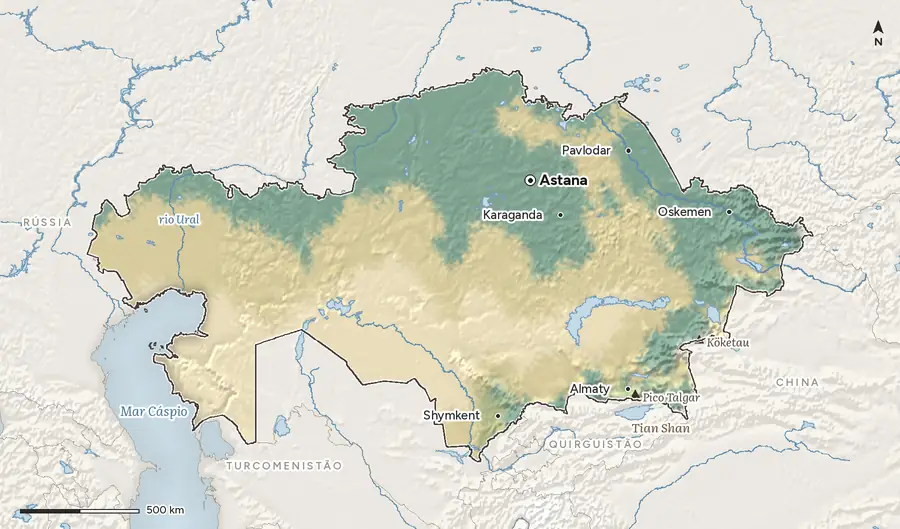 N
Pavlodar
Astana
Karaganda
Oskemen
RÚSSIA
rio Ural
Köketau
CHINA
Almaty
Pico Talgar
Mar Cáspio
Shymkent
Tian Shan
QUIRGUISTÃO
TURCOMENISTÃO
500 km